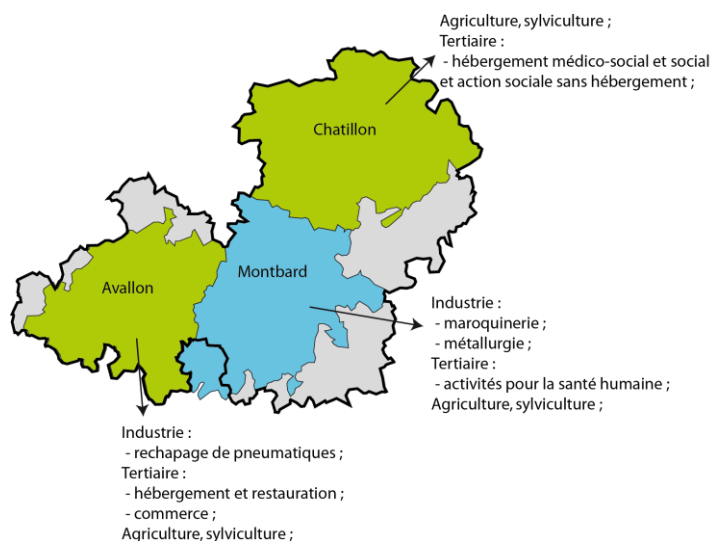 Agriculture, sylviculture ;
Tertiaire :
- hébergement médico-social et social
et action sociale sans hébergement ;
Chatillon
Montbard
Avallon
Industrie :
- maroquinerie ;
- métallurgie ;
Tertiaire :
- activités pour la santé humaine ;
Agriculture, sylviculture ;
Industrie :
- rechapage de pneumatiques ;
Tertiaire :
- hébergement et restauration ;
- commerce ;
Agriculture, sylviculture ;